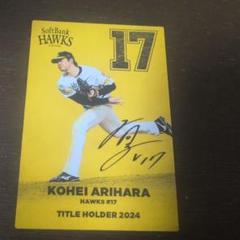 SoftBank
HAWKS
17
KOHEI ARIHARA
HAWKS #17
TITLE HOLDER 2024